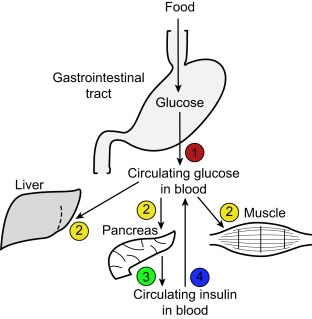 Food
Gastrointestinal
tract
Glucose
1
Circulating glucose
in blood
Liver
2
2
2
Muscle
Pancreas
3
4
Circulating insulin
in blood